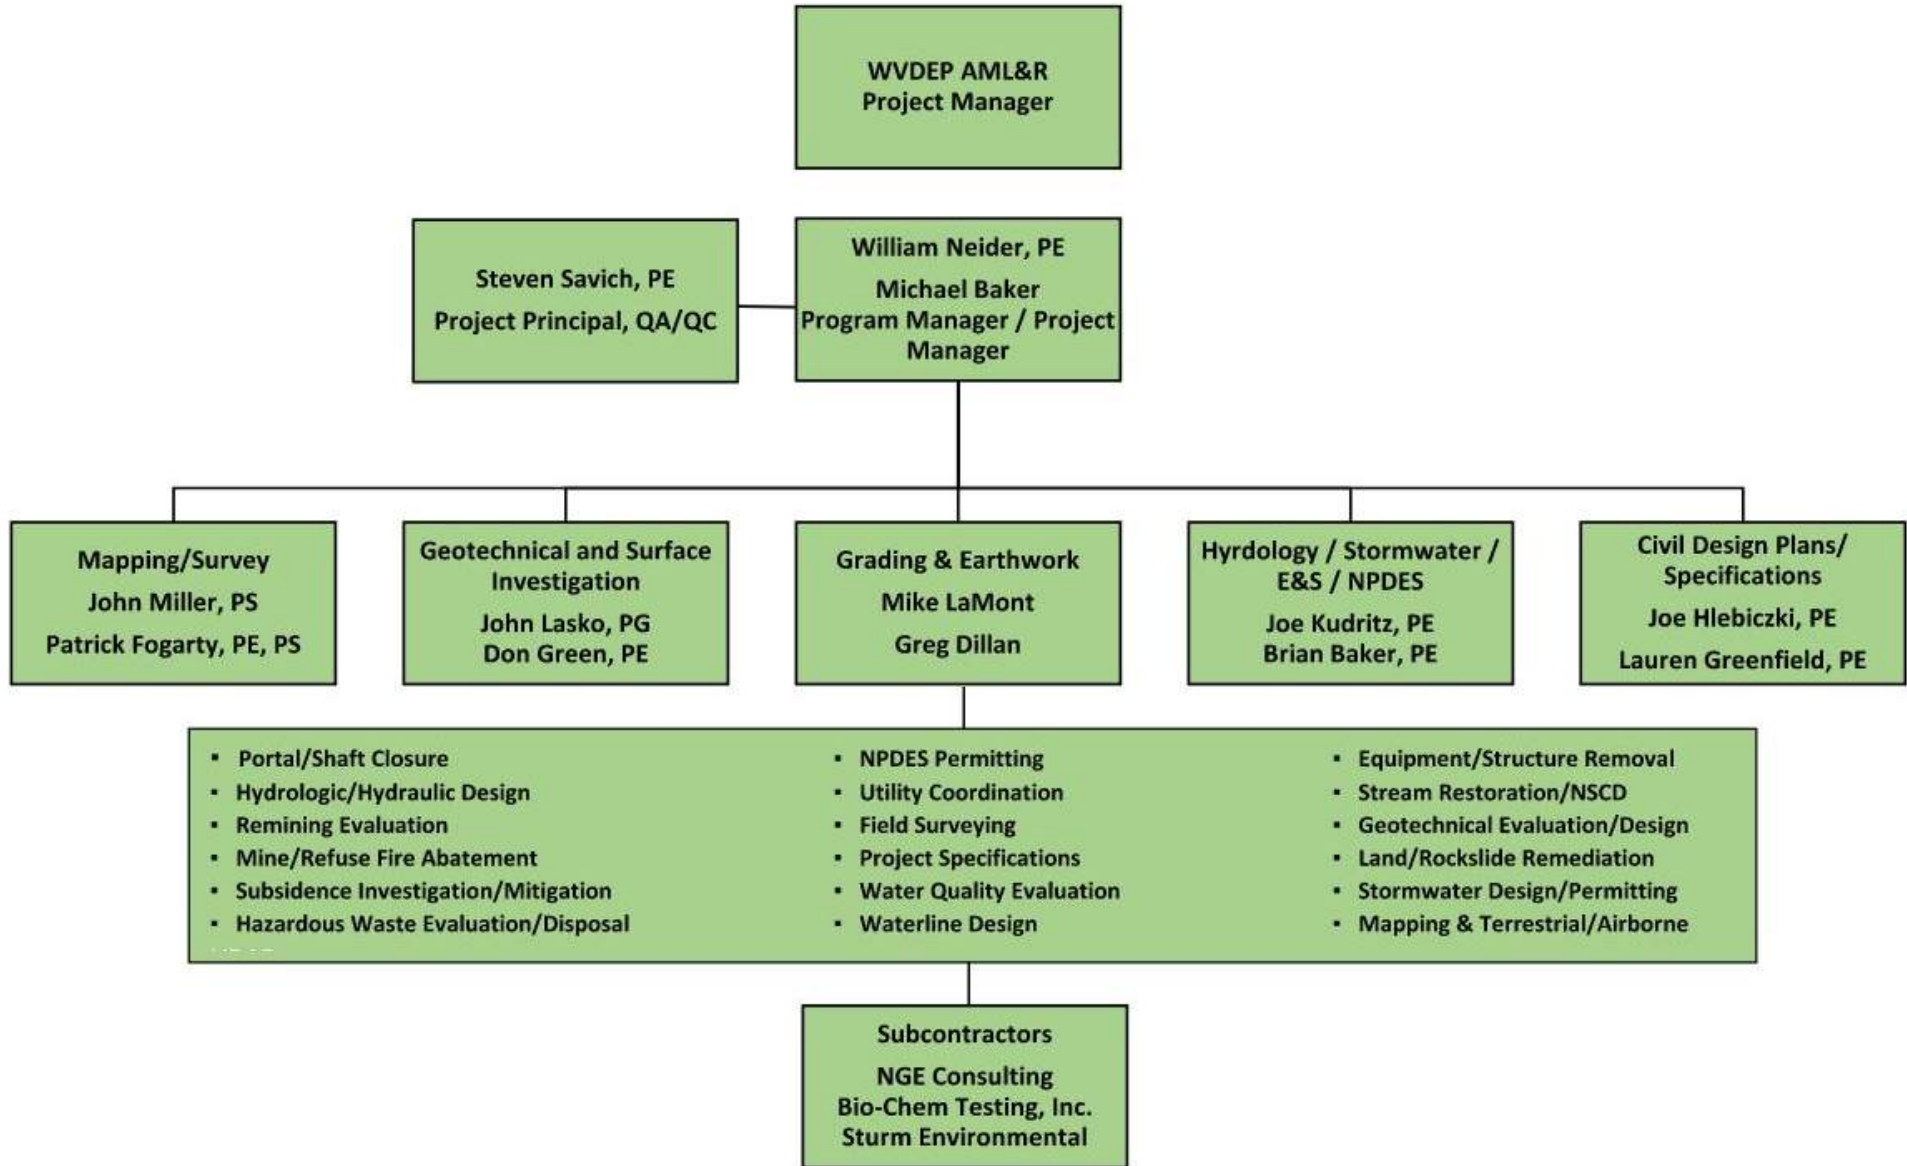 WVDEP AML&R
Project Manager
Steven Savich, PE
Project Principal, QA/QC
William Neider, PE
Michael Baker
Program Manager / Project
Manager
Mapping/Survey
John Miller, PS
Patrick Fogarty, PE, PS
Geotechnical and Surface
Investigation
John Lasko, PG
Don Green, PE
Grading & Earthwork
Mike LaMont
Greg Dillan
Hyrdology / Stormwater /
E&S / NPDES
Joe Kudritz, PE
Brian Baker, PE
Civil Design Plans/
Specifications
Joe Hlebiczki, PE
Lauren Greenfield, PE
▪ Portal/Shaft Closure
▪ Hydrologic/Hydraulic Design
▪ Remining Evaluation
▪ Mine/Refuse Fire Abatement
▪ Subsidence Investigation/Mitigation
▪ Hazardous Waste Evaluation/Disposal
▪ NPDES Permitting
▪ Utility Coordination
▪ Field Surveying
▪ Project Specifications
▪ Water Quality Evaluation
▪ Waterline Design
▪ Equipment/Structure Removal
▪ Stream Restoration/NSCD
▪ Geotechnical Evaluation/Design
▪ Land/Rockslide Remediation
▪ Stormwater Design/Permitting
▪ Mapping & Terrestrial/Airborne
Subcontractors
NGE Consulting
Bio-Chem Testing, Inc.
Sturm Environmental